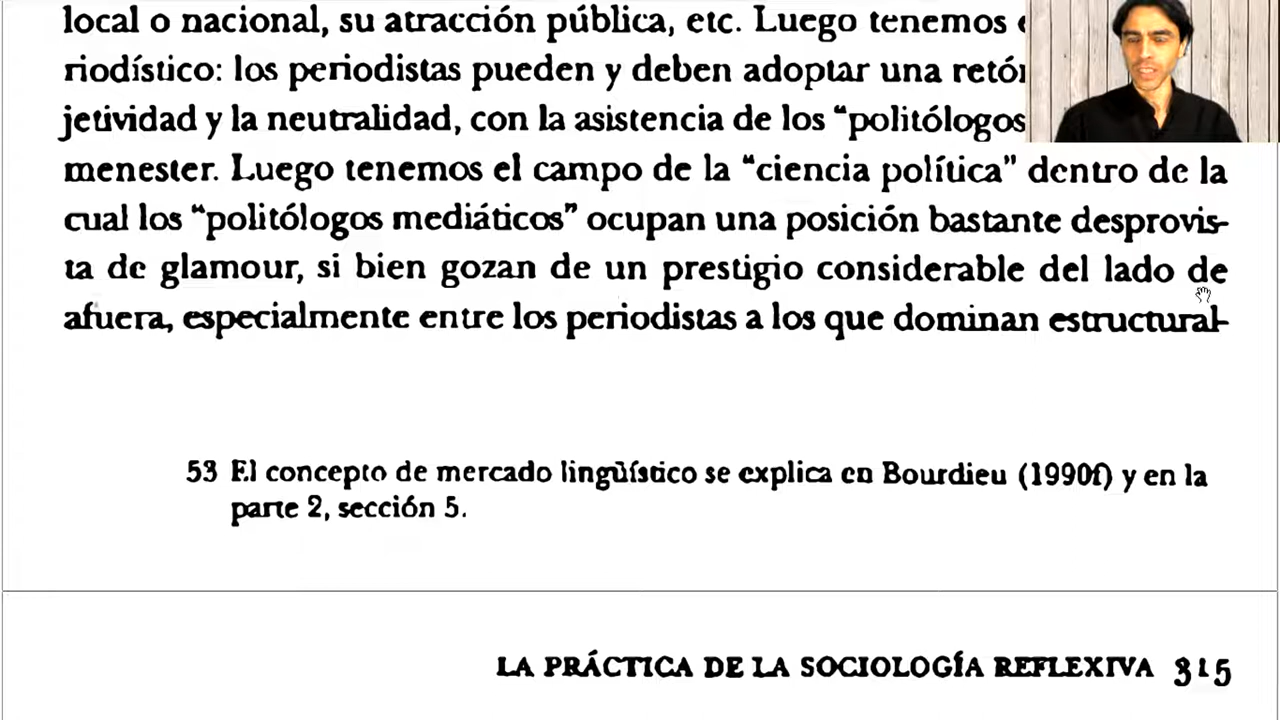 local o nacional, su atracción pública, etc. Luego tenemos
riodístico: los periodistas pueden y deben adoptar una
jetividad y la neutralidad, con la asistencia de los “politólogos
menester. Luego tenemos el campo de la “ciencia política” dentro de la
cual los “politólogos mediáticos” ocupan una posición bastante desprovis-
ta de glamour, si bien gozan de un prestigio considerable del lado de
afuera, especialmente entre los periodistas a los que dominan estructural-
53 El concepto de mercado lingüístico se explica en Bourdieu (1990f) y en la
parte 2, sección 5.
LA PRÁCTICA DE LA SOCIOLOGÍA REFLEXIVA 315